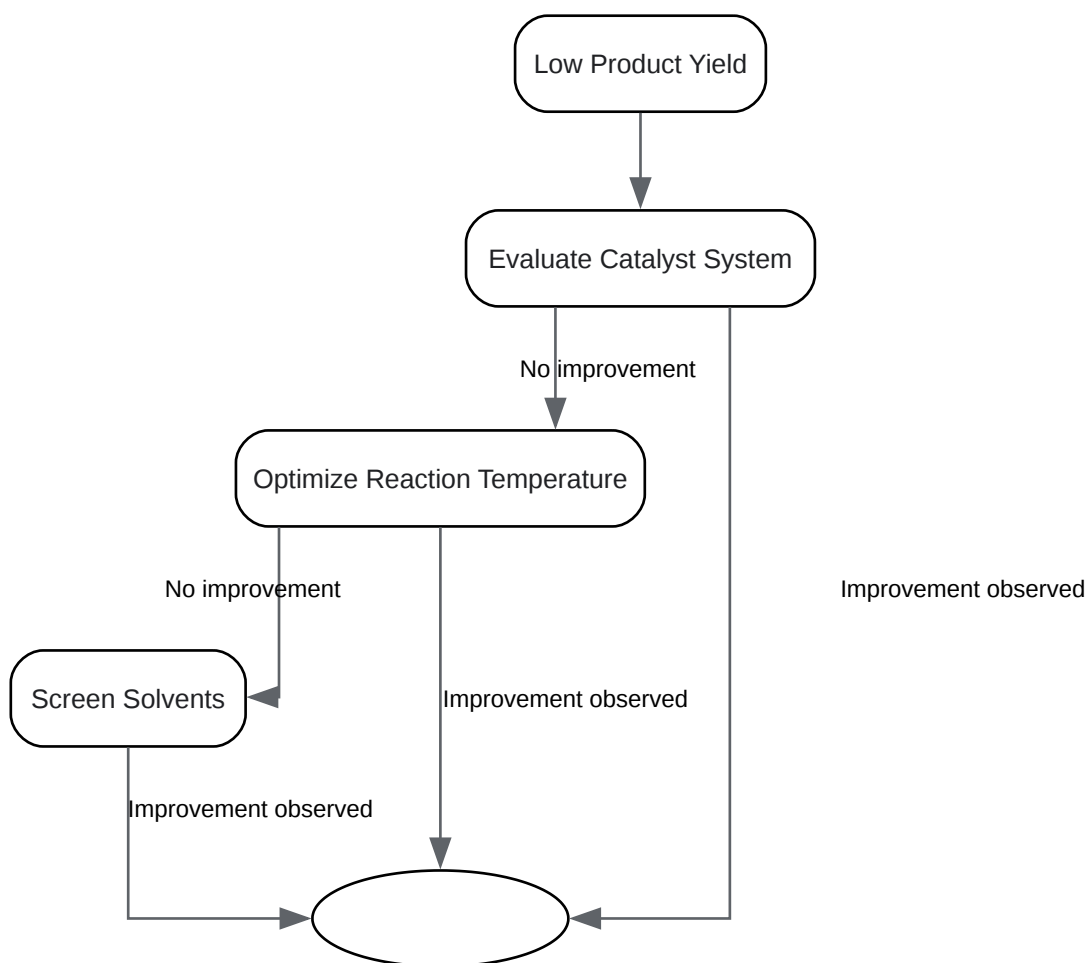 Low Product Yield
Evaluate Catalyst System
No improvement
Optimize Reaction Temperature
No improvement
Improvement observed
Screen Solvents
Improvement observed
Improvement observed